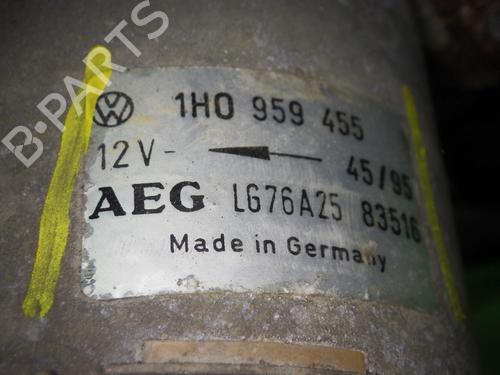 1H0 959 455
12V- 45/95
AEG LG76A25 83516
Made in Germany
B-PARTS